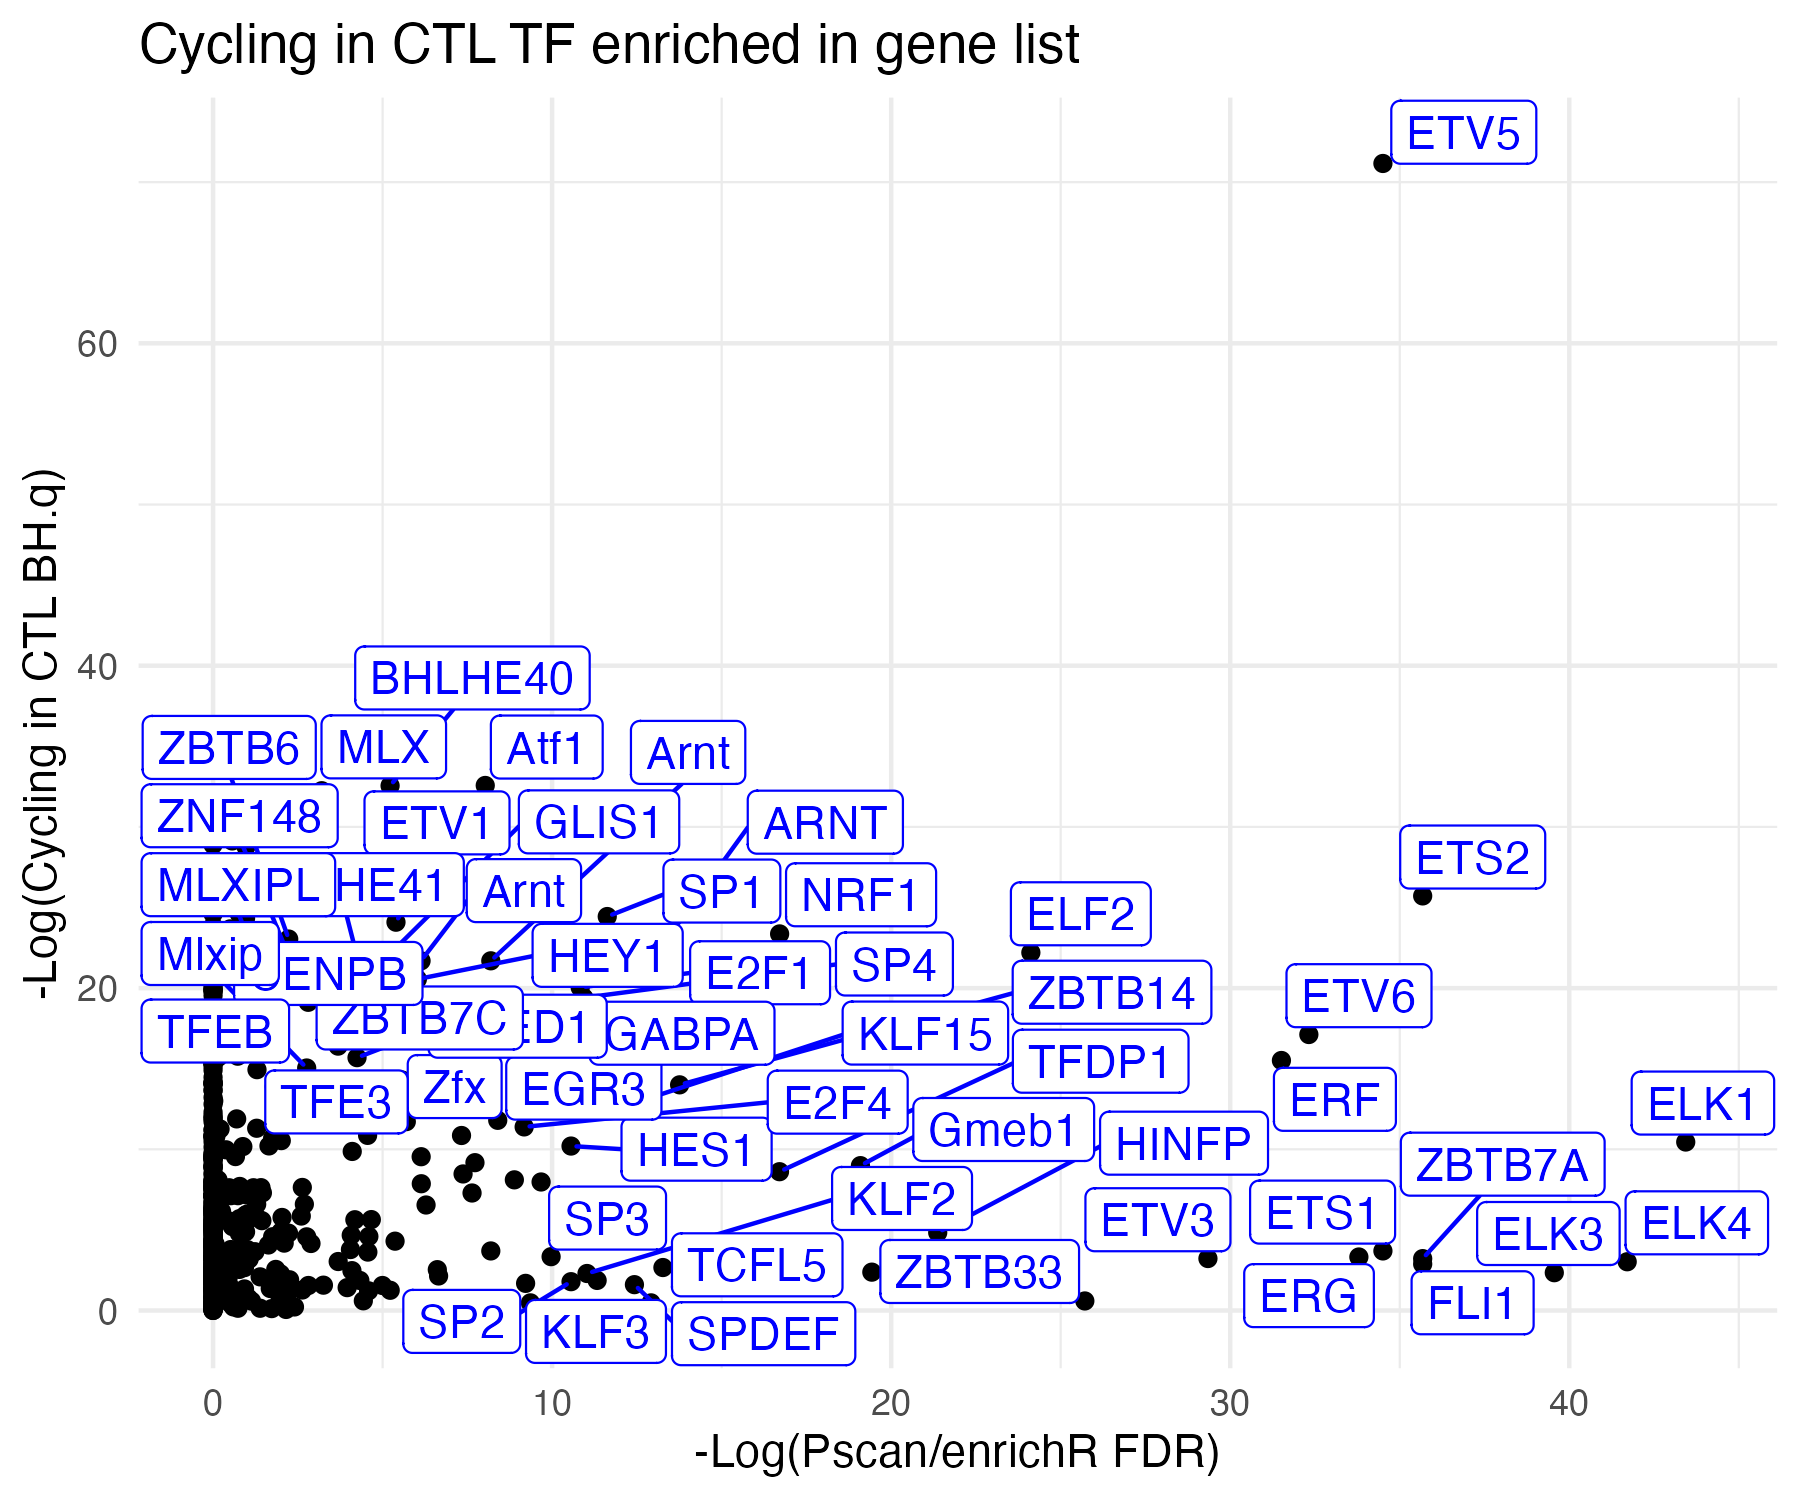 Cycling in CTL TF enriched in gene list
-Log(Cycling in CTL BH.q)
60
40
20
0
ETV5
BHLHE40
ZBTB6
MLX
Atf1
Arnt
ZNF148
ETV1
GLIS1
ARNT
ETS2
MLXIPL
HE41
Arnt
SP1
NRF1
ELF2
Mlxip
ENPB
HEY1
E2F1
SP4
ZBTB14
ETV6
TFEB
ZBTB7C
ED1
GABPA
KLF15
TFDP1
TFE3
Zfx
EGR3
E2F4
ERF
ELK1
HES1
Gmeb1
HINFP
ZBTB7A
SP3
KLF2
ETV3
ETS1
ELK3
ELK4
TCFL5
ZBTB33
ERG
FLI1
SP2
KLF3
SPDEF
0 10 20 30 40
-Log(Pscan/enrichR FDR)